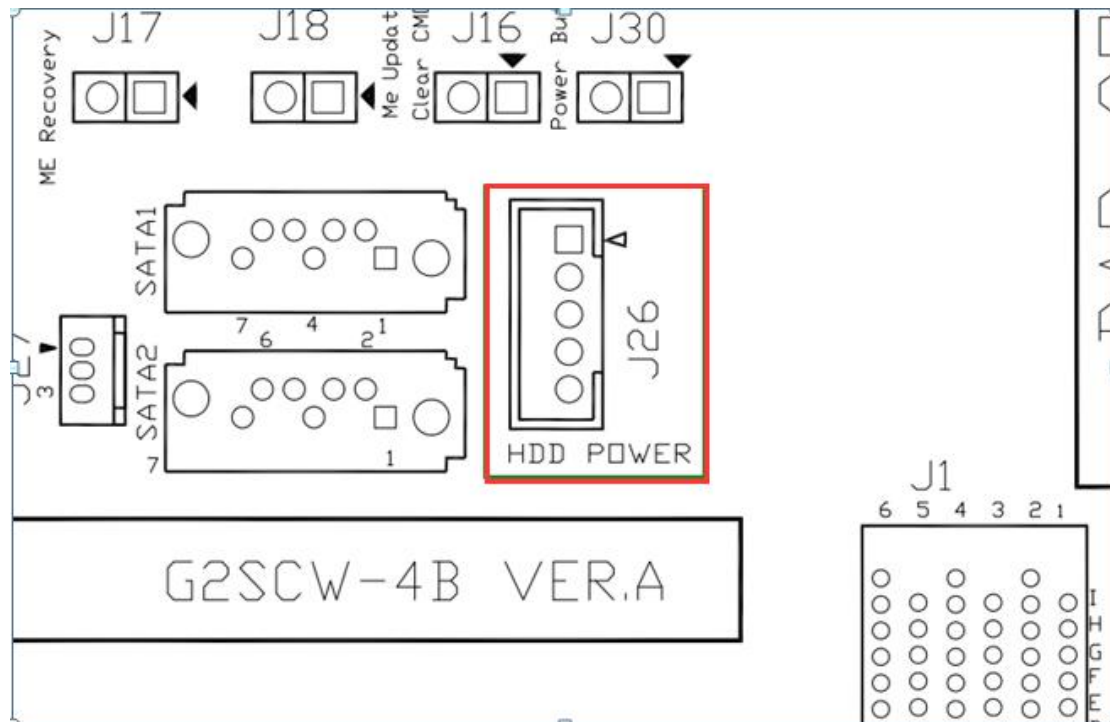 J17
J18
J16
J30
ME Recovery
Me Updat
Clear CMO
Power Bu
SATA1
7 6 4 2 1
3
SATA2
7 1
J26
HDD POWER
G2SCW-4B VER.A
J1
6 5 4 3 2 1
I
H
G
F
E